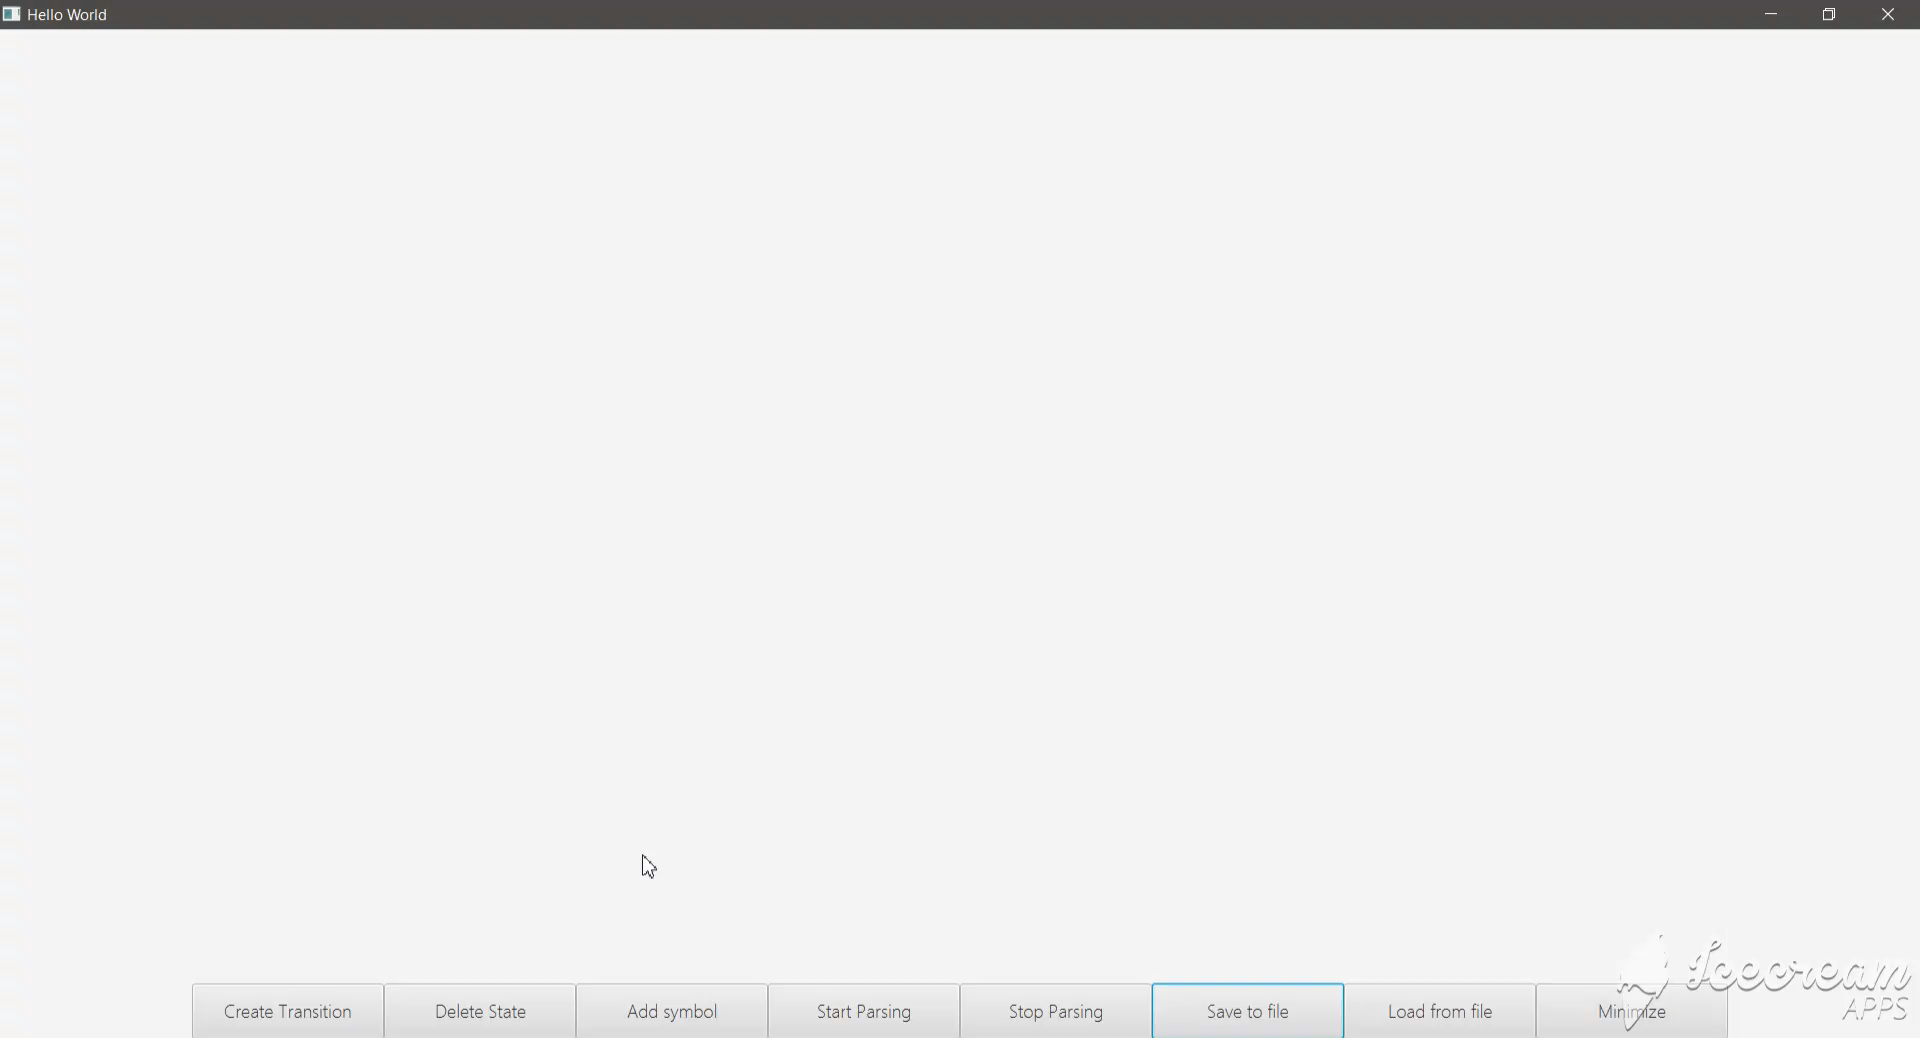 Hello World
Icecream
APPS
Create Transition Delete State Add symbol Start Parsing Stop Parsing Save to file Load from file Minimize